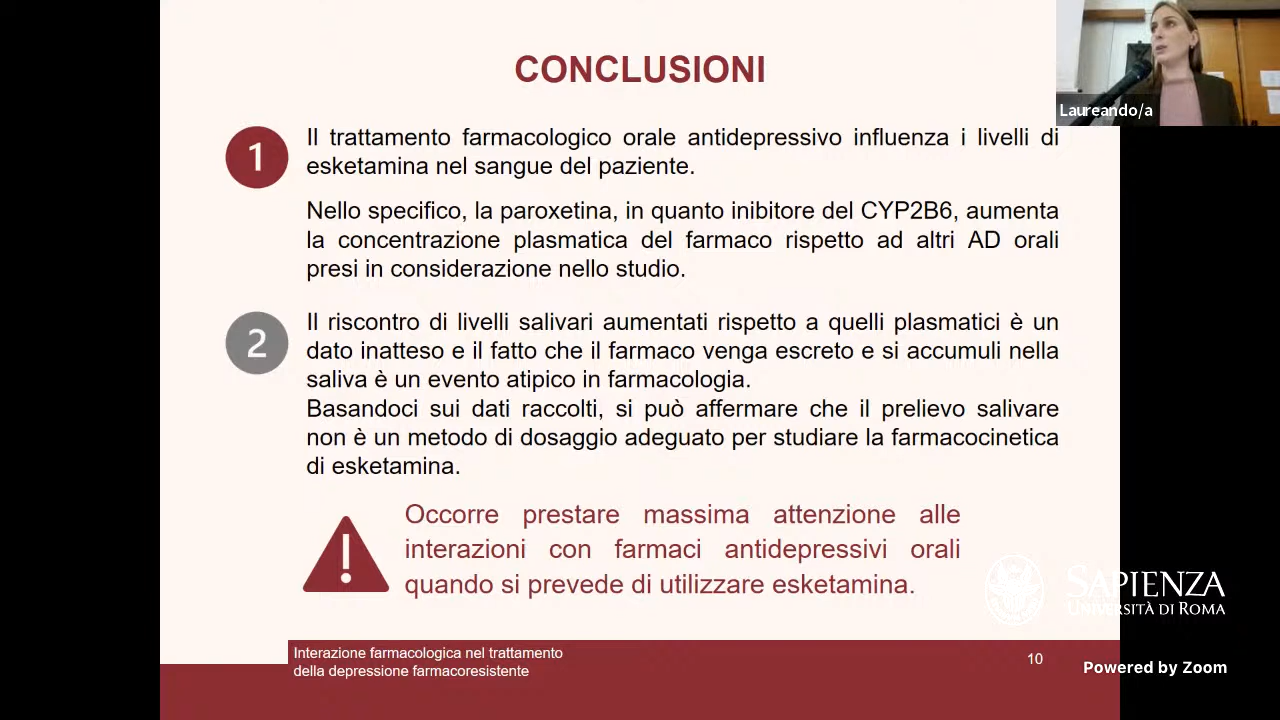 CONCLUSIONI
Laureando/a
1
Il trattamento farmacologico orale antidepressivo influenza i livelli di
esketamina nel sangue del paziente.
Nello specifico, la paroxetina, in quanto inibitore del CYP2B6, aumenta
la concentrazione plasmatica del farmaco rispetto ad altri AD orali
presi in considerazione nello studio.
2
Il riscontro di livelli salivari aumentati rispetto a quelli plasmatici è un
dato inatteso e il fatto che il farmaco venga escreto e si accumuli nella
saliva è un evento atipico in farmacologia.
Basandoci sui dati raccolti, si può affermare che il prelievo salivare
non è un metodo di dosaggio adeguato per studiare la farmacocinetica
di esketamina.
!
Occorre prestare massima attenzione alle
interazioni con farmaci antidepressivi orali
quando si prevede di utilizzare esketamina.
SAPIENZA
UNIVERSITÀ DI ROMA
Interazione farmacologica nel trattamento
della depressione farmacoresistente
10
Powered by Zoom